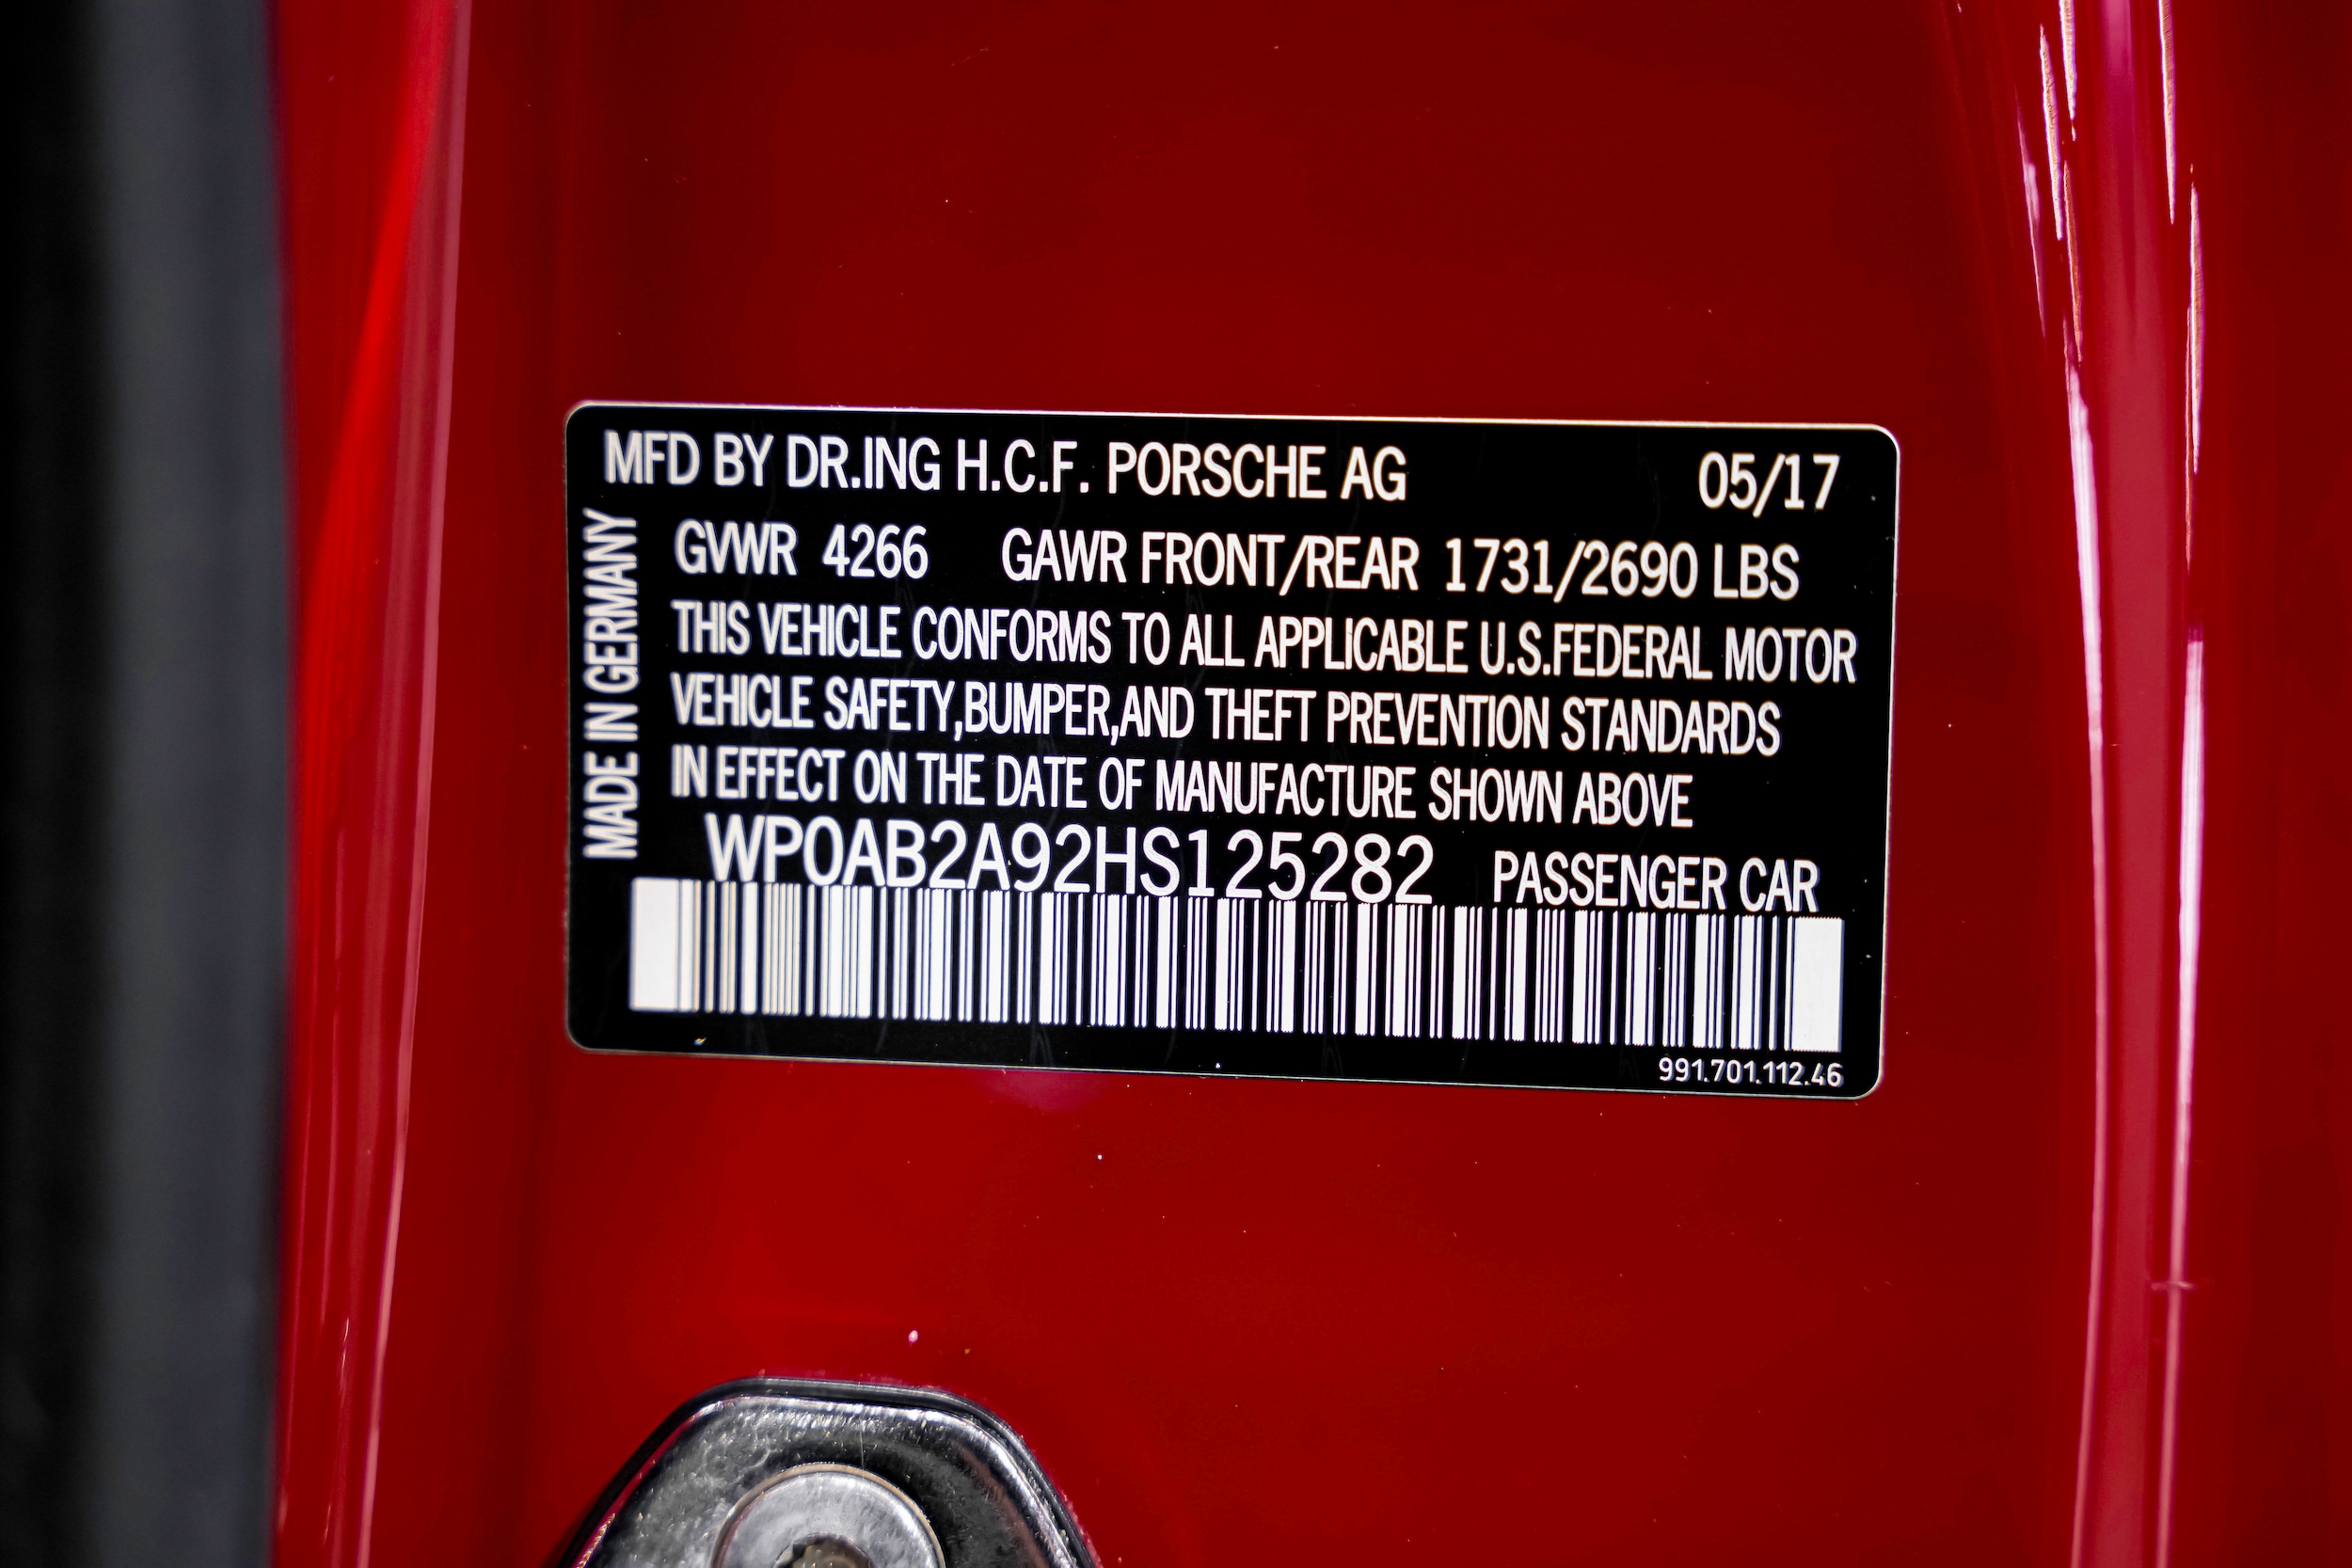 MFD BY DR.ING H.C.F. PORSCHE AG 05/17
GVWR 4266 GAWR FRONT/REAR 1731/2690 LBS
THIS VEHICLE CONFORMS TO ALL APPLICABLE U.S.FEDERAL MOTOR
VEHICLE SAFETY,BUMPER,AND THEFT PREVENTION STANDARDS
IN EFFECT ON THE DATE OF MANUFACTURE SHOWN ABOVE
WP0AB2A92HS125282 PASSENGER CAR
991.701.112.46
MADE IN GERMANY